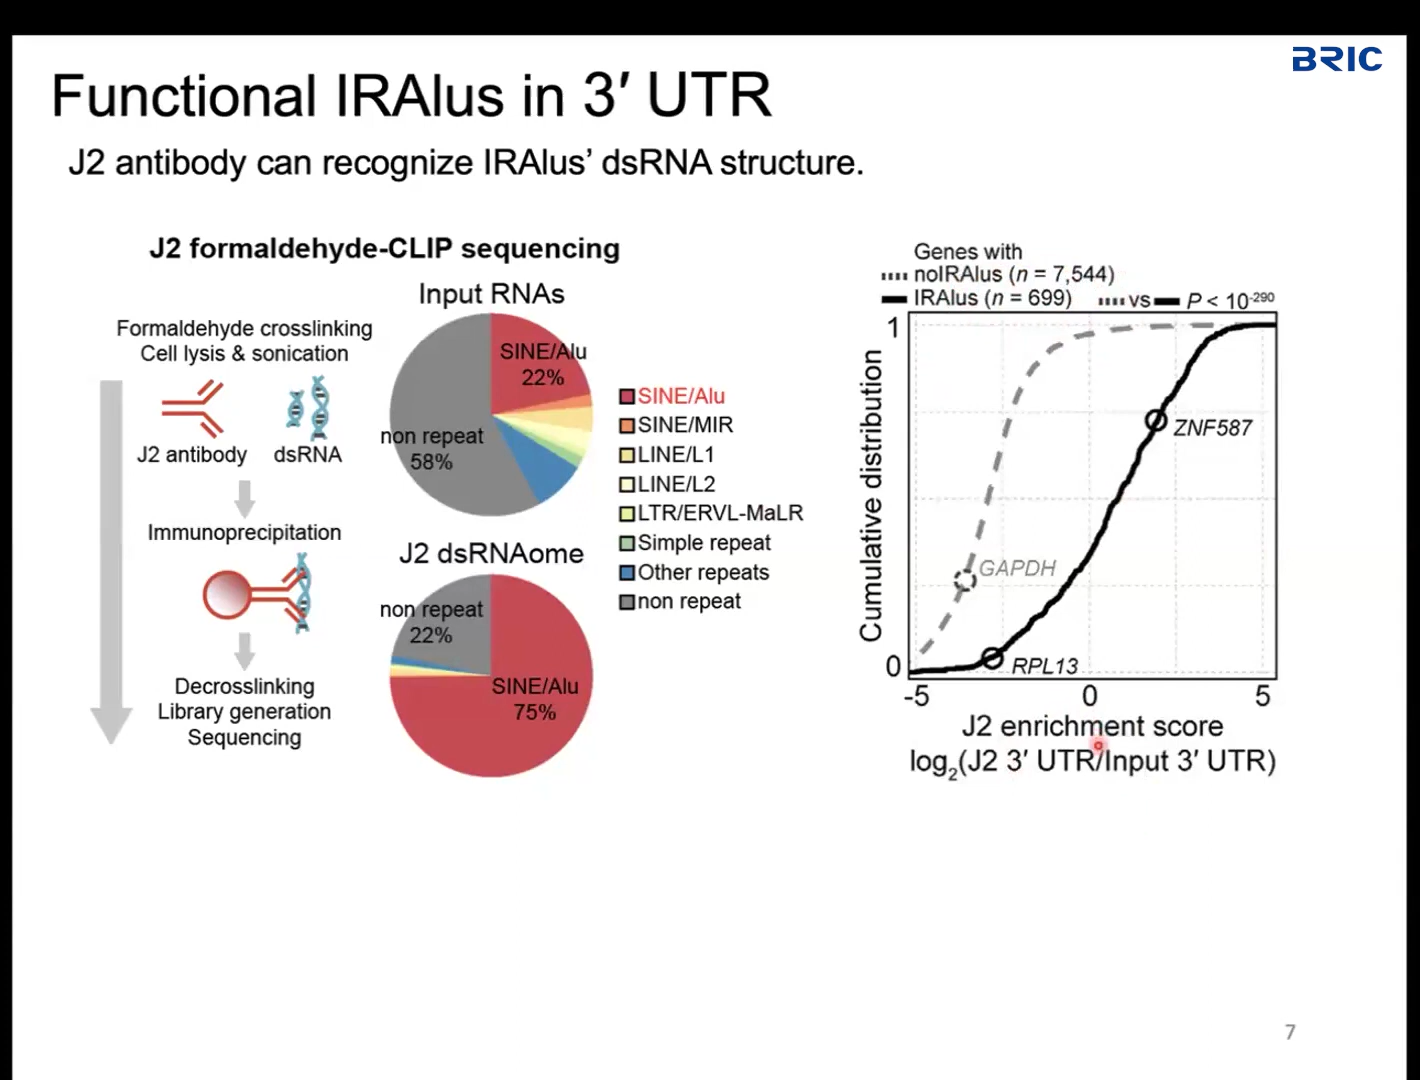 BRIC
Functional IRAlus in 3′ UTR
J2 antibody can recognize IRAlus’ dsRNA structure.
J2 formaldehyde-CLIP sequencing
Formaldehyde crosslinking
Cell lysis & sonication
J2 antibody
dsRNA
Immunoprecipitation
Decrosslinking
Library generation
Sequencing
Input RNAs
SINE/Alu
22%
non repeat
58%
J2 dsRNAome
non repeat
22%
SINE/Alu
75%
SINE/Alu
SINE/MIR
LINE/L1
LINE/L2
LTR/ERVL-MaLR
Simple repeat
Other repeats
non repeat
Genes with
noIRAlus (n = 7,544)
IRAlus (n = 699) vs P < 10-290
Cumulative distribution
1
0
ZNF587
GAPDH
RPL13
-5 0 5
J2 enrichment score
log2(J2 3′ UTR/Input 3′ UTR)
7